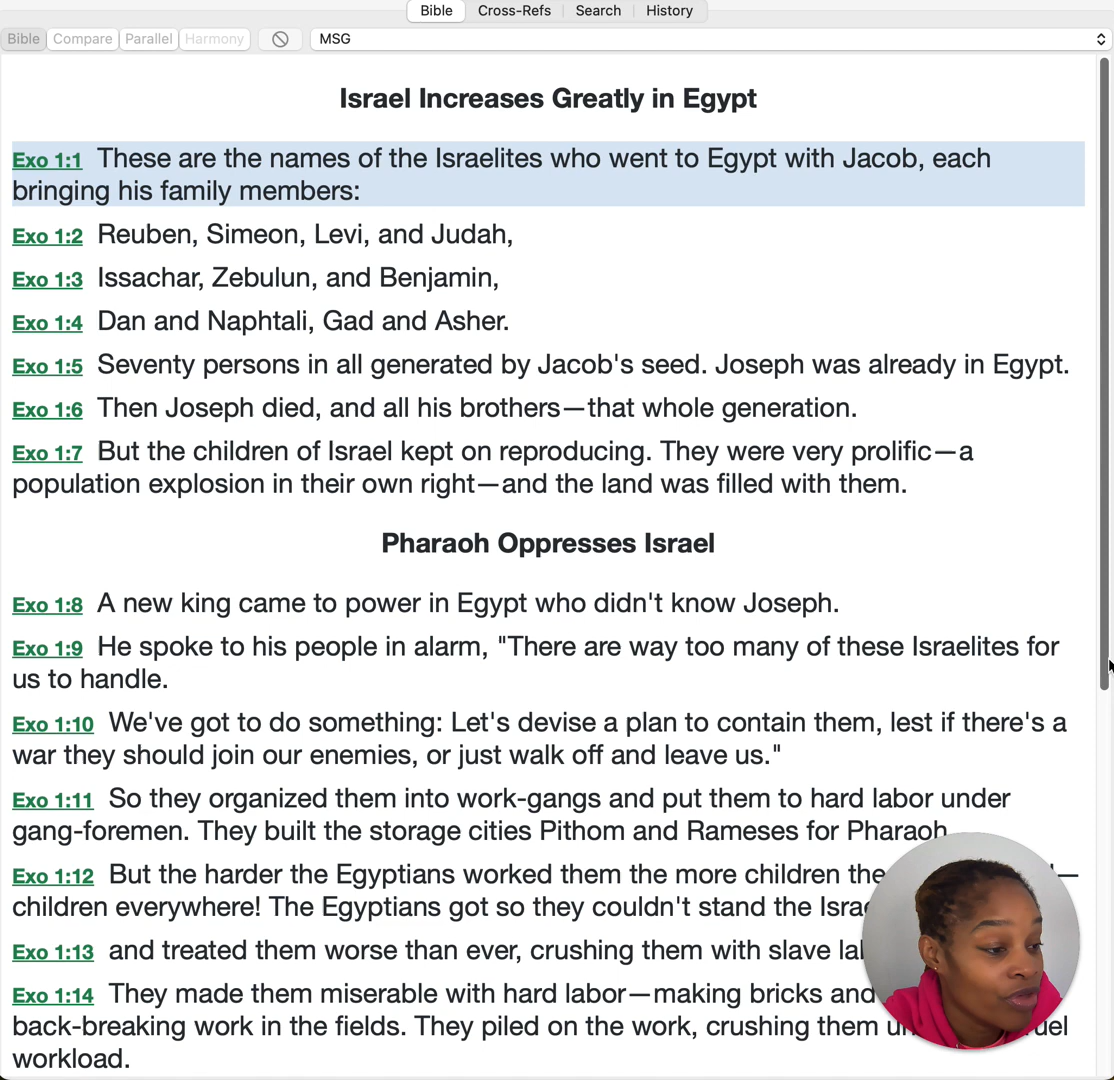 Bible Cross-Refs Search History
Bible Compare Parallel Harmony MSG
Israel Increases Greatly in Egypt
Exo 1:1 These are the names of the Israelites who went to Egypt with Jacob, each
bringing his family members:
Exo 1:2 Reuben, Simeon, Levi, and Judah,
Exo 1:3 Issachar, Zebulun, and Benjamin,
Exo 1:4 Dan and Naphtali, Gad and Asher.
Exo 1:5 Seventy persons in all generated by Jacob's seed. Joseph was already in Egypt.
Exo 1:6 Then Joseph died, and all his brothers—that whole generation.
Exo 1:7 But the children of Israel kept on reproducing. They were very prolific—a
population explosion in their own right—and the land was filled with them.
Pharaoh Oppresses Israel
Exo 1:8 A new king came to power in Egypt who didn't know Joseph.
Exo 1:9 He spoke to his people in alarm, "There are way too many of these Israelites for
us to handle.
Exo 1:10 We've got to do something: Let's devise a plan to contain them, lest if there's a
war they should join our enemies, or just walk off and leave us."
Exo 1:11 So they organized them into work-gangs and put them to hard labor under
gang-foremen. They built the storage cities Pithom and Rameses for Pharaoh.
Exo 1:12 But the harder the Egyptians worked them the more children —
children everywhere! The Egyptians got so they couldn't stand the
Exo 1:13 and treated them worse than ever, crushing them with slave
Exo 1:14 They made them miserable with hard labor—making bricks and
back-breaking work in the fields. They piled on the work, crushing them
workload.